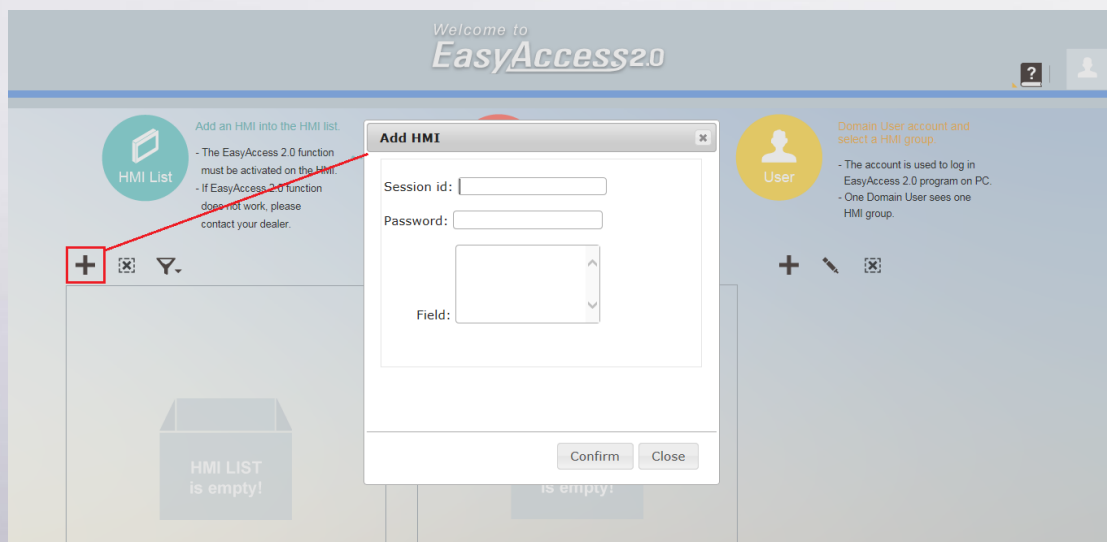 Welcome to
EasyAccess2.0
?
HMI List
Add an HMI into the HMI list.
- The EasyAccess 2.0 function
must be activated on the HMI.
- If EasyAccess 2.0 function
does not work, please
contact your dealer.
Add HMI
Session id:
Password:
Field:
Confirm
Close
User
Domain User account and
select a HMI group.
- The account is used to log in
EasyAccess 2.0 program on PC.
- One Domain User sees one
HMI group.
HMI LIST
is empty!
is empty!